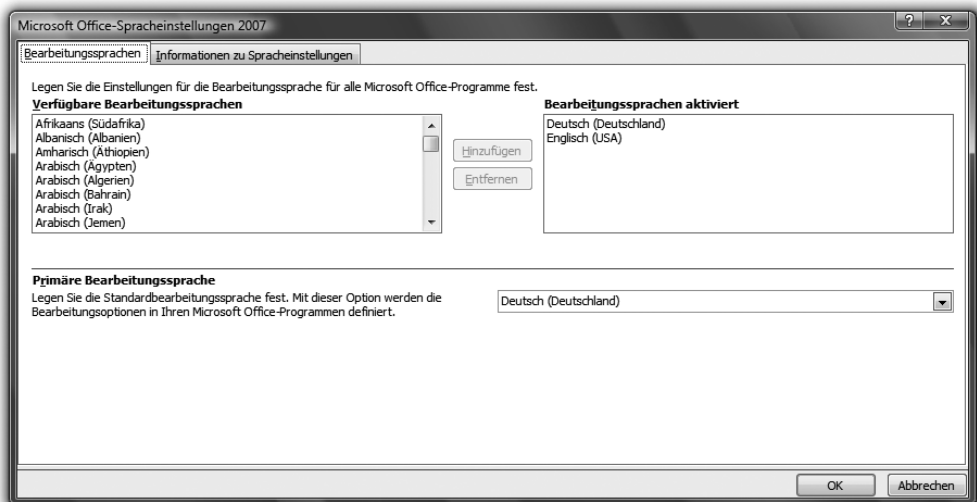 Microsoft Office-Spracheinstellungen 2007
Bearbeitungssprachen
Informationen zu Spracheinstellungen
Legen Sie die Einstellungen für die Bearbeitungssprache für alle Microsoft Office-Programme fest.
Verfügbare Bearbeitungssprachen
Afrikaans (Südafrika)
Albanisch (Albanien)
Amharisch (Äthiopien)
Arabisch (Ägypten)
Arabisch (Algerien)
Arabisch (Bahrain)
Arabisch (Irak)
Arabisch (Jemen)
Hinzufügen
Entfernen
Bearbeitungssprachen aktiviert
Deutsch (Deutschland)
Englisch (USA)
Primäre Bearbeitungssprache
Legen Sie die Standardbearbeitungssprache fest. Mit dieser Option werden die
Bearbeitungsoptionen in Ihren Microsoft Office-Programmen definiert.
Deutsch (Deutschland)
OK
Abbrechen